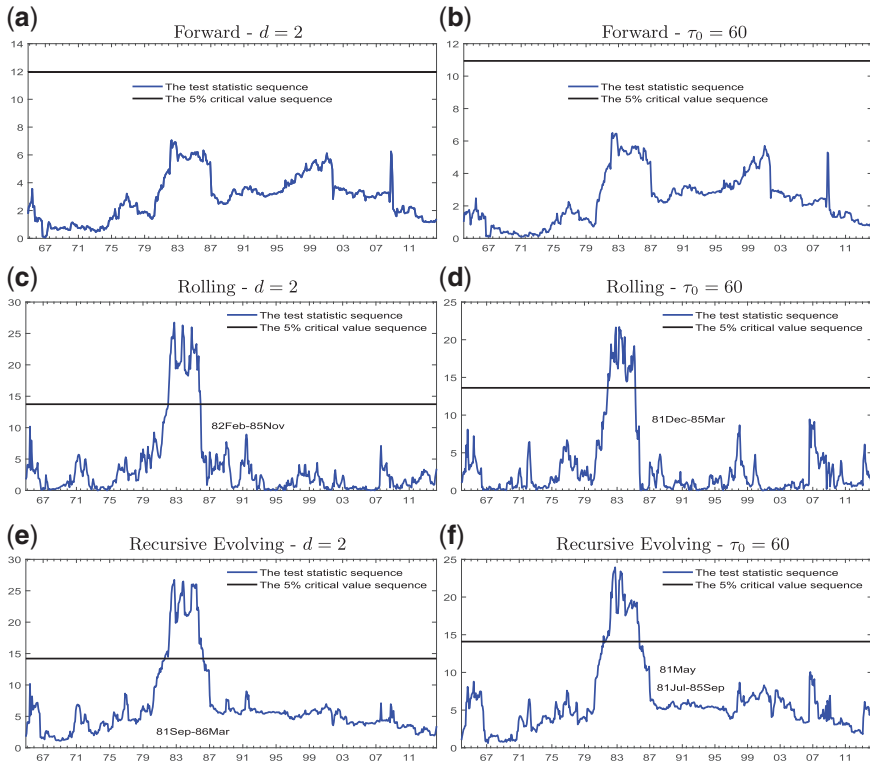 (a)
Forward - d = 2
14
12
10
8
6
4
2
0
The test statistic sequence
The 5% critical value sequence
67 71 75 79 83 87 91 95 99 03 07 11
(b)
Forward - τ0 = 60
12
10
8
6
4
2
0
The test statistic sequence
The 5% critical value sequence
67 71 75 79 83 87 91 95 99 03 07 11
(c)
Rolling - d = 2
30
25
20
15
10
5
0
The test statistic sequence
The 5% critical value sequence
82Feb-85Nov
67 71 75 79 83 87 91 95 99 03 07 11
(d)
Rolling - τ0 = 60
25
20
15
10
5
0
The test statistic sequence
The 5% critical value sequence
81Dec-85Mar
67 71 75 79 83 87 91 95 99 03 07 11
(e)
Recursive Evolving - d = 2
30
25
20
15
10
5
0
The test statistic sequence
The 5% critical value sequence
81Sep-86Mar
67 71 75 79 83 87 91 95 99 03 07 11
(f)
Recursive Evolving - τ0 = 60
25
20
15
10
5
0
The test statistic sequence
The 5% critical value sequence
81May
81Jul-85Sep
67 71 75 79 83 87 91 95 99 03 07 11